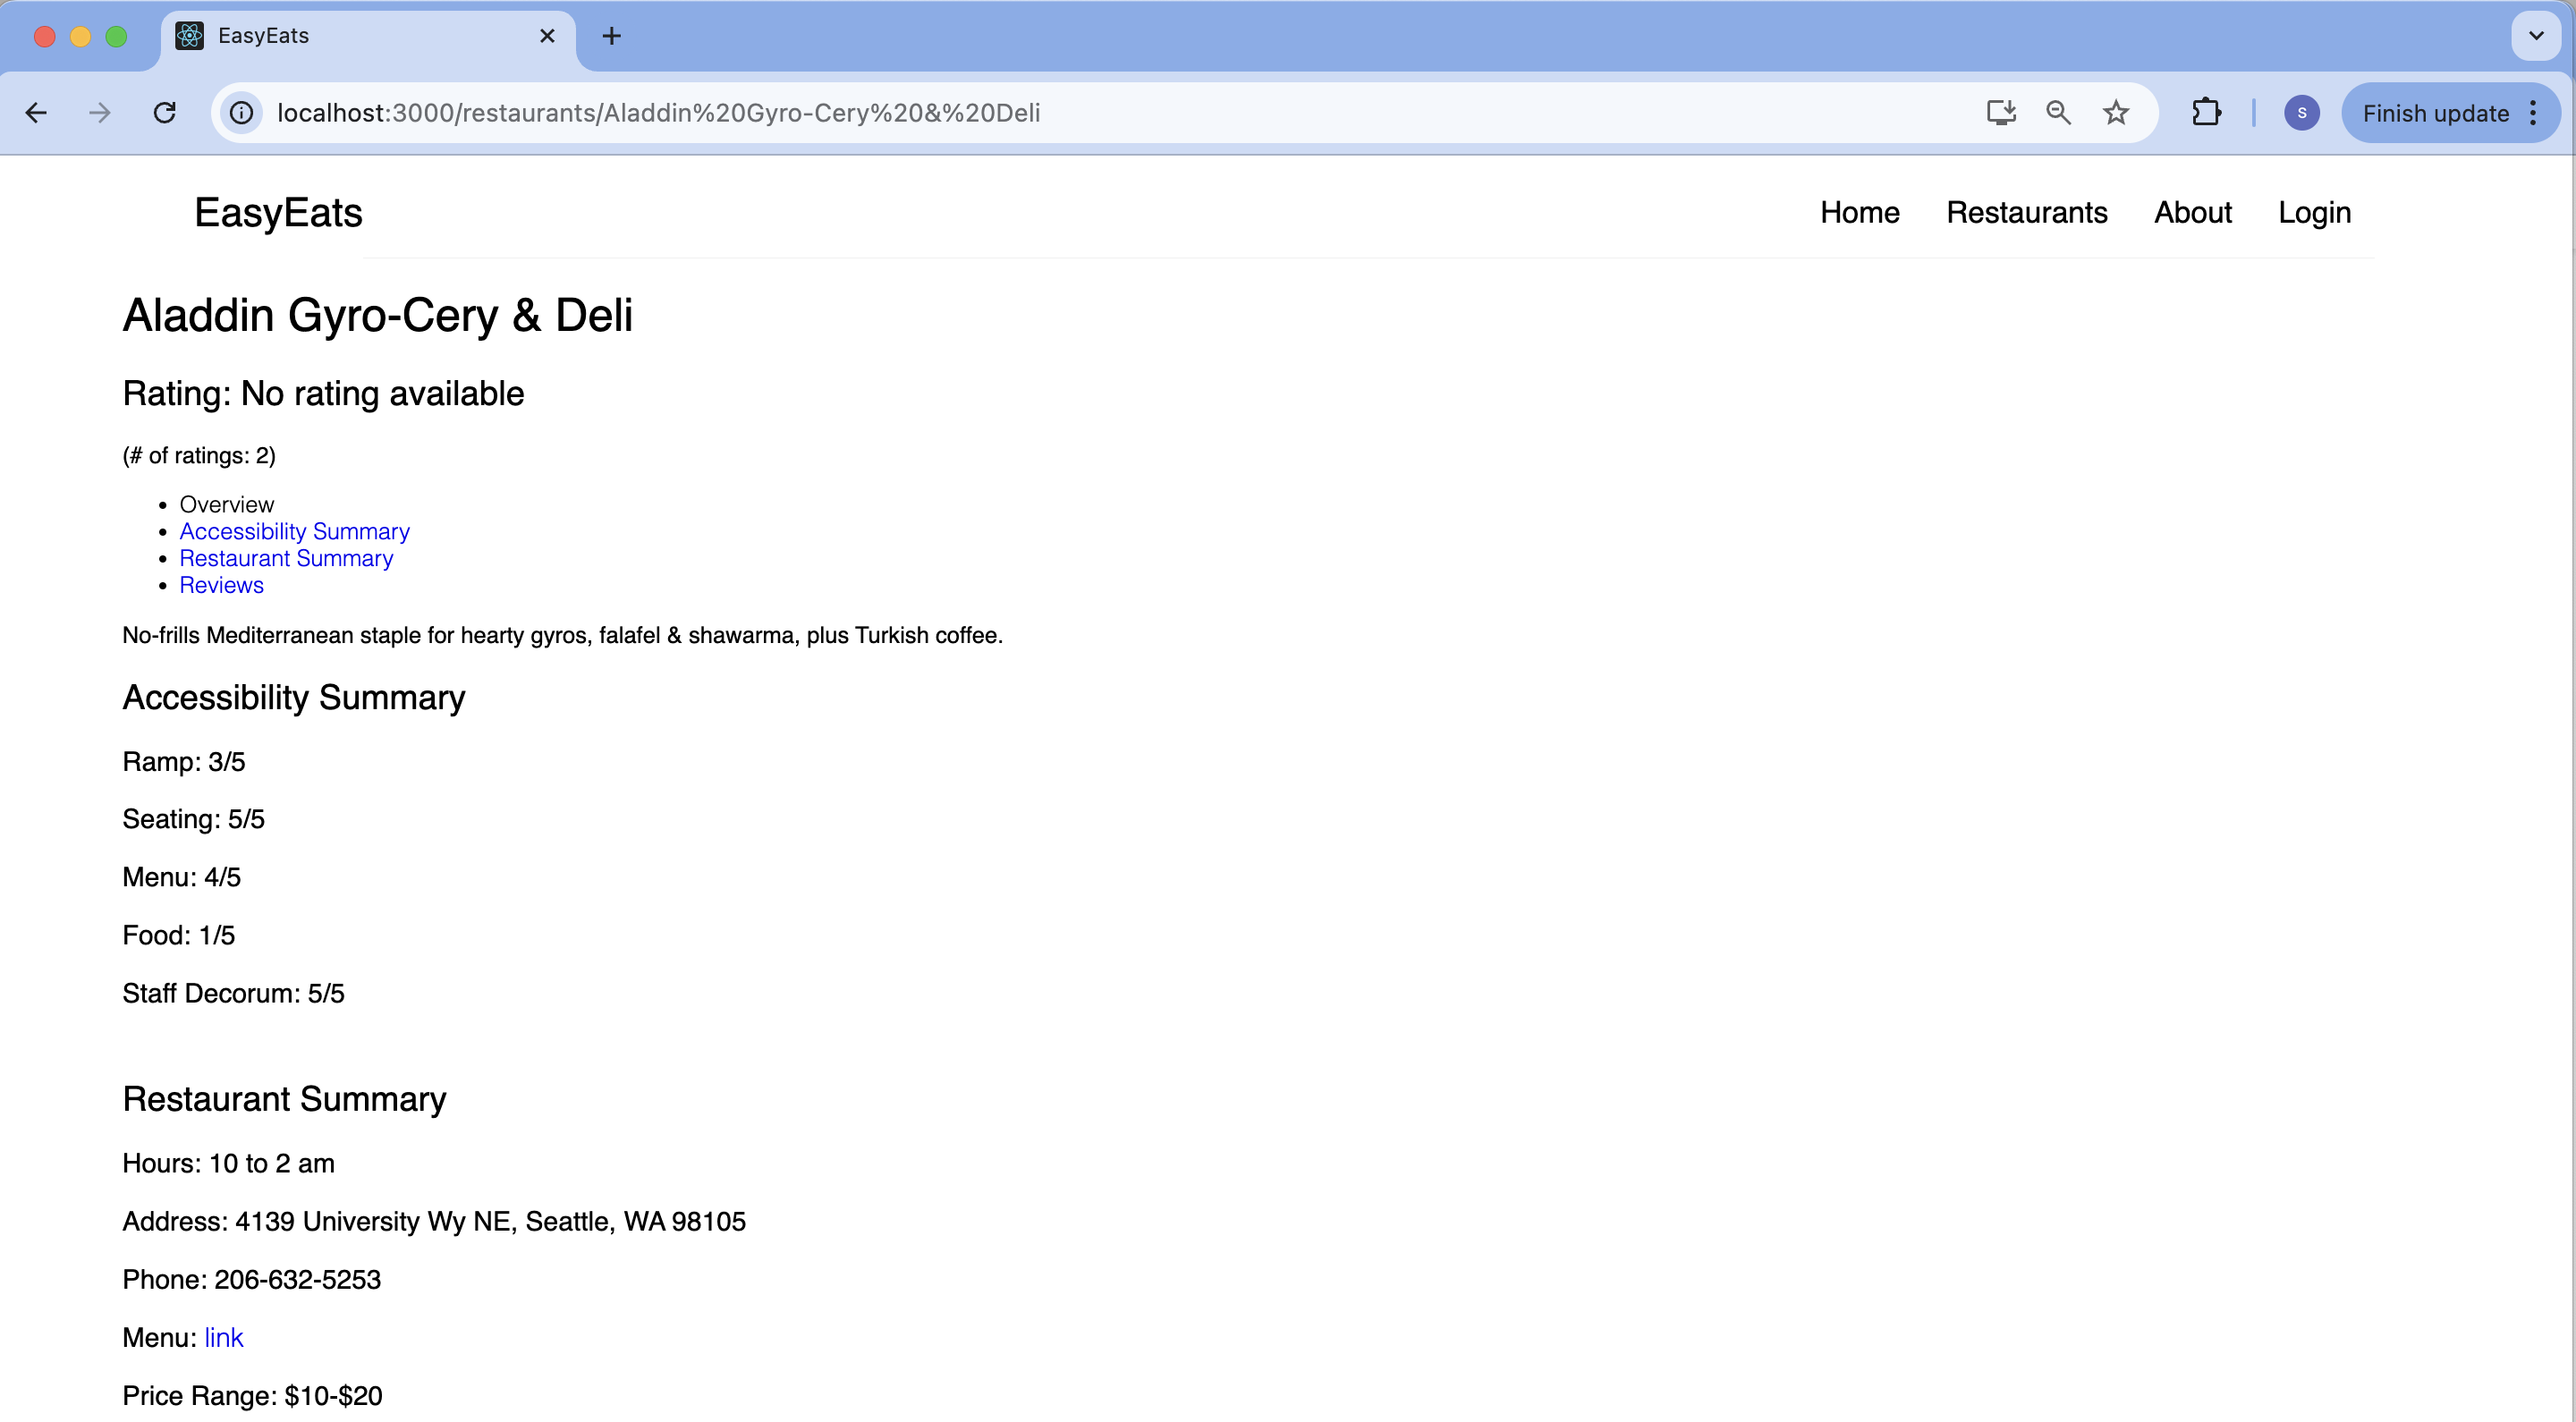 EasyEats
localhost:3000/restaurants/Aladdin%20Gyro-Cery%20&%20Deli
S
Finish update
EasyEats
Home Restaurants About Login
Aladdin Gyro-Cery & Deli
Rating: No rating available
(# of ratings: 2)
• Overview
• Accessibility Summary
• Restaurant Summary
• Reviews
No-frills Mediterranean staple for hearty gyros, falafel & shawarma, plus Turkish coffee.
Accessibility Summary
Ramp: 3/5
Seating: 5/5
Menu: 4/5
Food: 1/5
Staff Decorum: 5/5
Restaurant Summary
Hours: 10 to 2 am
Address: 4139 University Wy NE, Seattle, WA 98105
Phone: 206-632-5253
Menu: link
Price Range: $10-$20